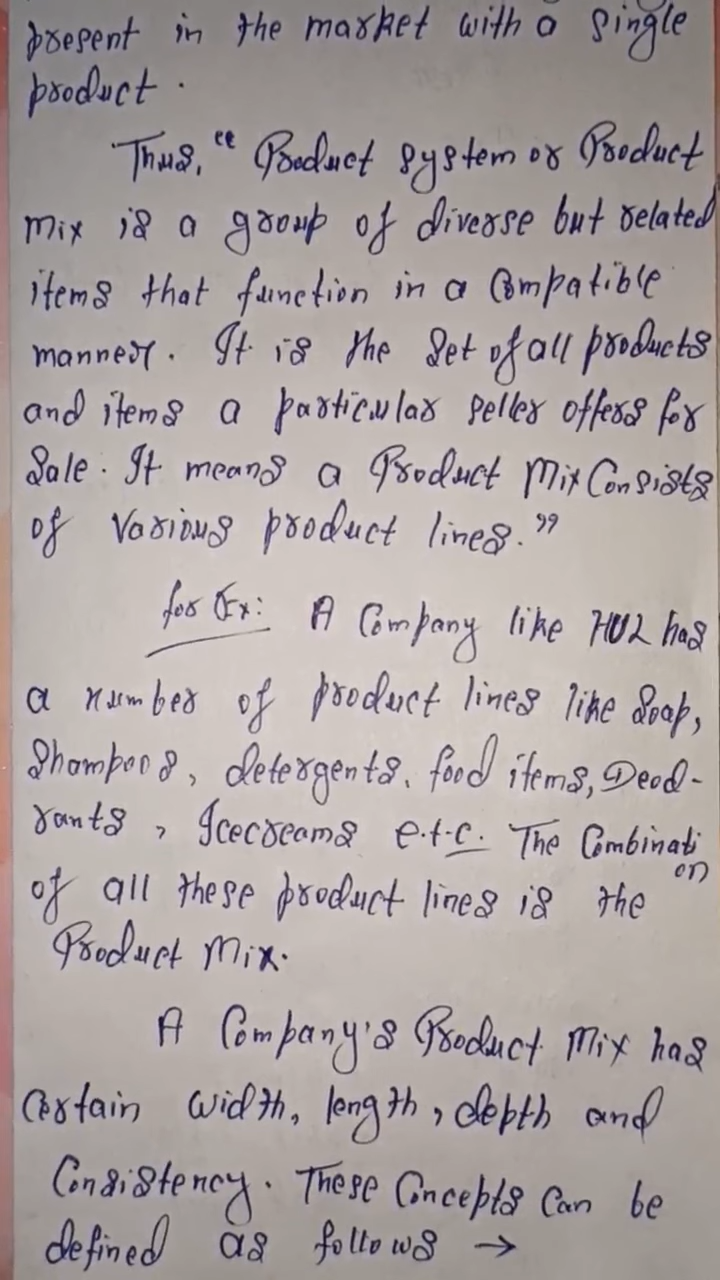 present in the market with a single
product.
Thus, "Product system or Product
Mix is a group of diverse but related
items that function in a Compatible
manner. It is the Set of all products
and items a particular seller offers for
Sale. It means a Product Mix Consists
of Various product lines."
for Ex: A Company like HUL has
a number of product lines like Soap,
Shampoos, detergents, food items, Deod-
rants, Icecreams e.t.c. The Combinati
on
of all these product lines is the
Product Mix.
A Company's Product Mix has
Certain width, length, depth and
Consistency. These Concepts Can be
defined as follows →